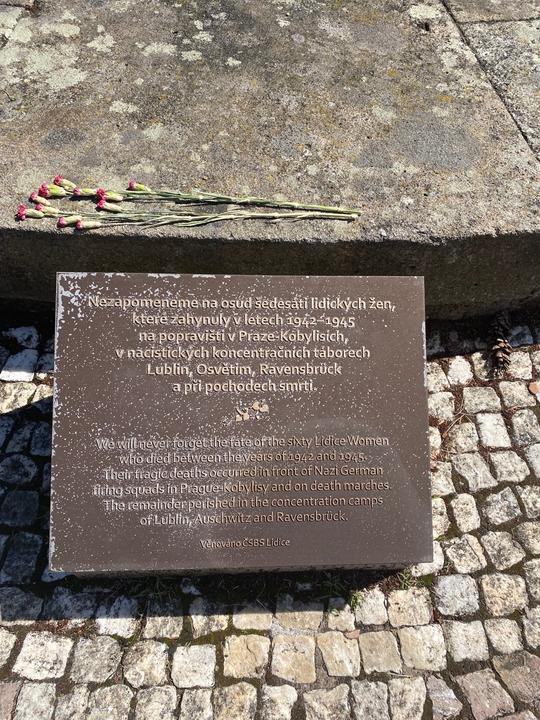 Nezapomeneme na osud šedesáti lidických žen,
které zahynuly v letech 1942–1945
na popravišti v Praze-Kobylisích,
v nacistických koncentračních táborech
Lublin, Osvětim, Ravensbrück
a při pochodech smrti.
We will never forget the fate of the sixty Lidice Women
who died between the years of 1942 and 1945.
Their tragic deaths occurred in front of Nazi German
firing squads in Prague-Kobylisy and on death marches.
The remainder perished in the concentration camps
of Lublin, Auschwitz and Ravensbrück.
Věnováno ČSBS Lidice